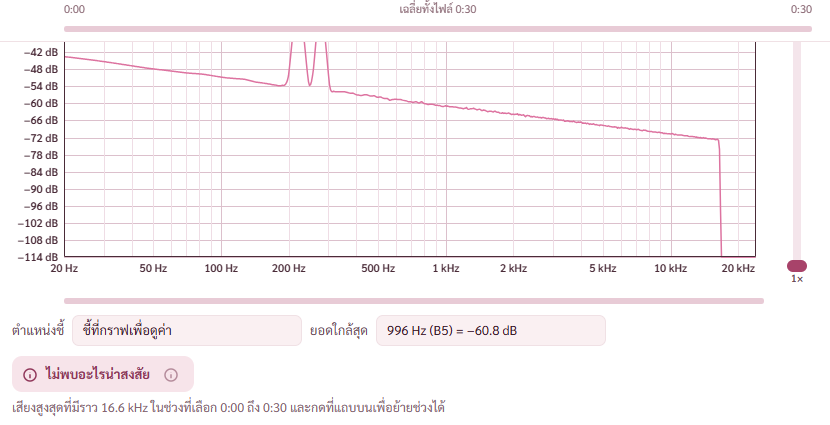 0:00 เฉลี่ยทั้งไฟล์ 0:30 0:30
−42 dB
−48 dB
−54 dB
−60 dB
−66 dB
−72 dB
−78 dB
−84 dB
−90 dB
−96 dB
−102 dB
−108 dB
−114 dB
20 Hz 50 Hz 100 Hz 200 Hz 500 Hz 1 kHz 2 kHz 5 kHz 10 kHz 20 kHz
1×
ตำแหน่งชี้ ชี้ที่กราฟเพื่อดูค่า ยอดใกล้สุด 996 Hz (B5) = −60.8 dB
ไม่พบอะไรน่าสงสัย
เสียงสูงสุดที่มีราว 16.6 kHz ในช่วงที่เลือก 0:00 ถึง 0:30 และกดที่แถบบนเพื่อย้ายช่วงได้